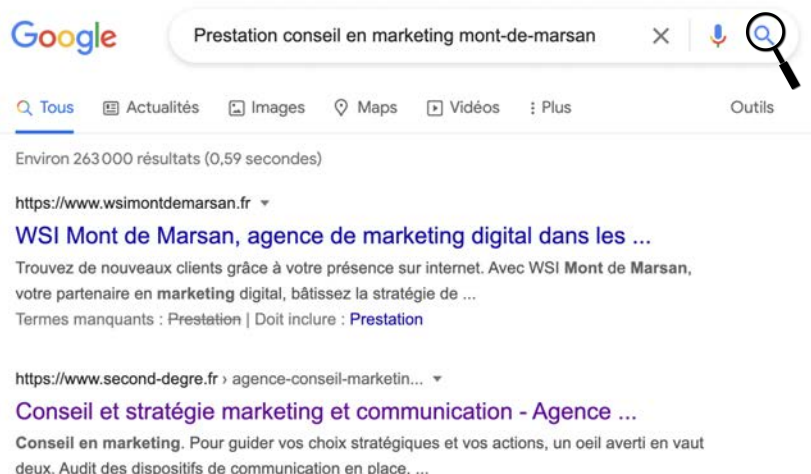 Google Prestation conseil en marketing mont-de-marsan
Tous Actualités Images Maps Vidéos Plus Outils
Environ 263 000 résultats (0,59 secondes)
https://www.wsimontdemarsan.fr
WSI Mont de Marsan, agence de marketing digital dans les ...
Trouvez de nouveaux clients grâce à votre présence sur internet. Avec WSI Mont de Marsan,
votre partenaire en marketing digital, bâtissez la stratégie de ...
Termes manquants : Prestation | Doit inclure : Prestation
https://www.second-degre.fr › agence-conseil-marketin...
Conseil et stratégie marketing et communication - Agence ...
Conseil en marketing. Pour guider vos choix stratégiques et vos actions, un oeil averti en vaut
deux. Audit des dispositifs de communication en place. ...